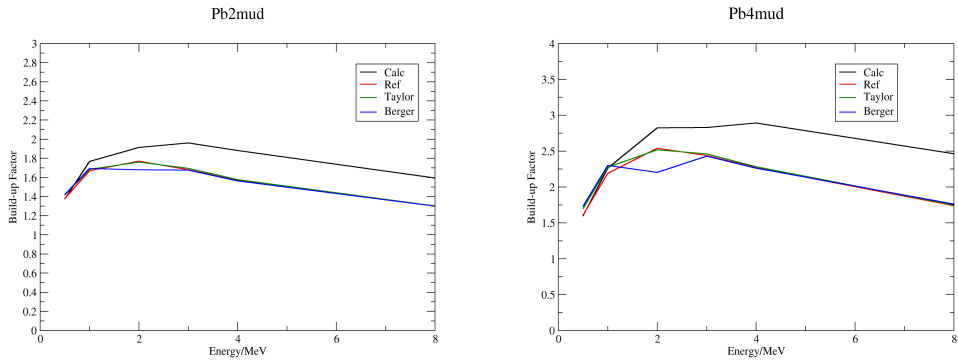 Pb2mud
3
2.8
2.6
2.4
2.2
2
1.8
1.6
1.4
1.2
1
0.8
0.6
0.4
0.2
0
Build-up Factor
Calc
Ref
Taylor
Berger
0 2 4 6 8
Energy/MeV
Pb4mud
4
3.5
3
2.5
2
1.5
1
0.5
0
Build-up Factor
Calc
Ref
Taylor
Berger
0 2 4 6 8
Energy/MeV